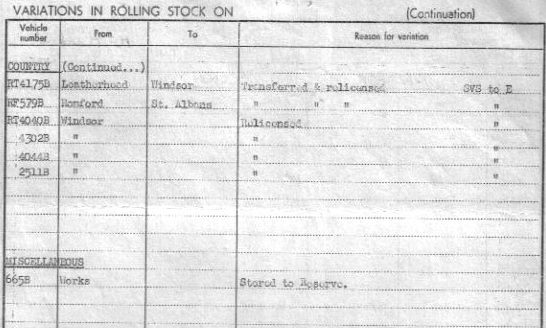 VARIATIONS IN ROLLING STOCK ON (Continuation)
Vehicle number From To Reason for variation
COUNTRY (Continued...)
RT4175B Leatherhead Windsor Transferred & relicensed SVS to E
RF579B Romford St. Albans " " " "
RT4040B Windsor Relicensed "
4302B " " "
4044B " " "
2511B " " "
MISCELLANEOUS
665B Works Stored to Reserve.